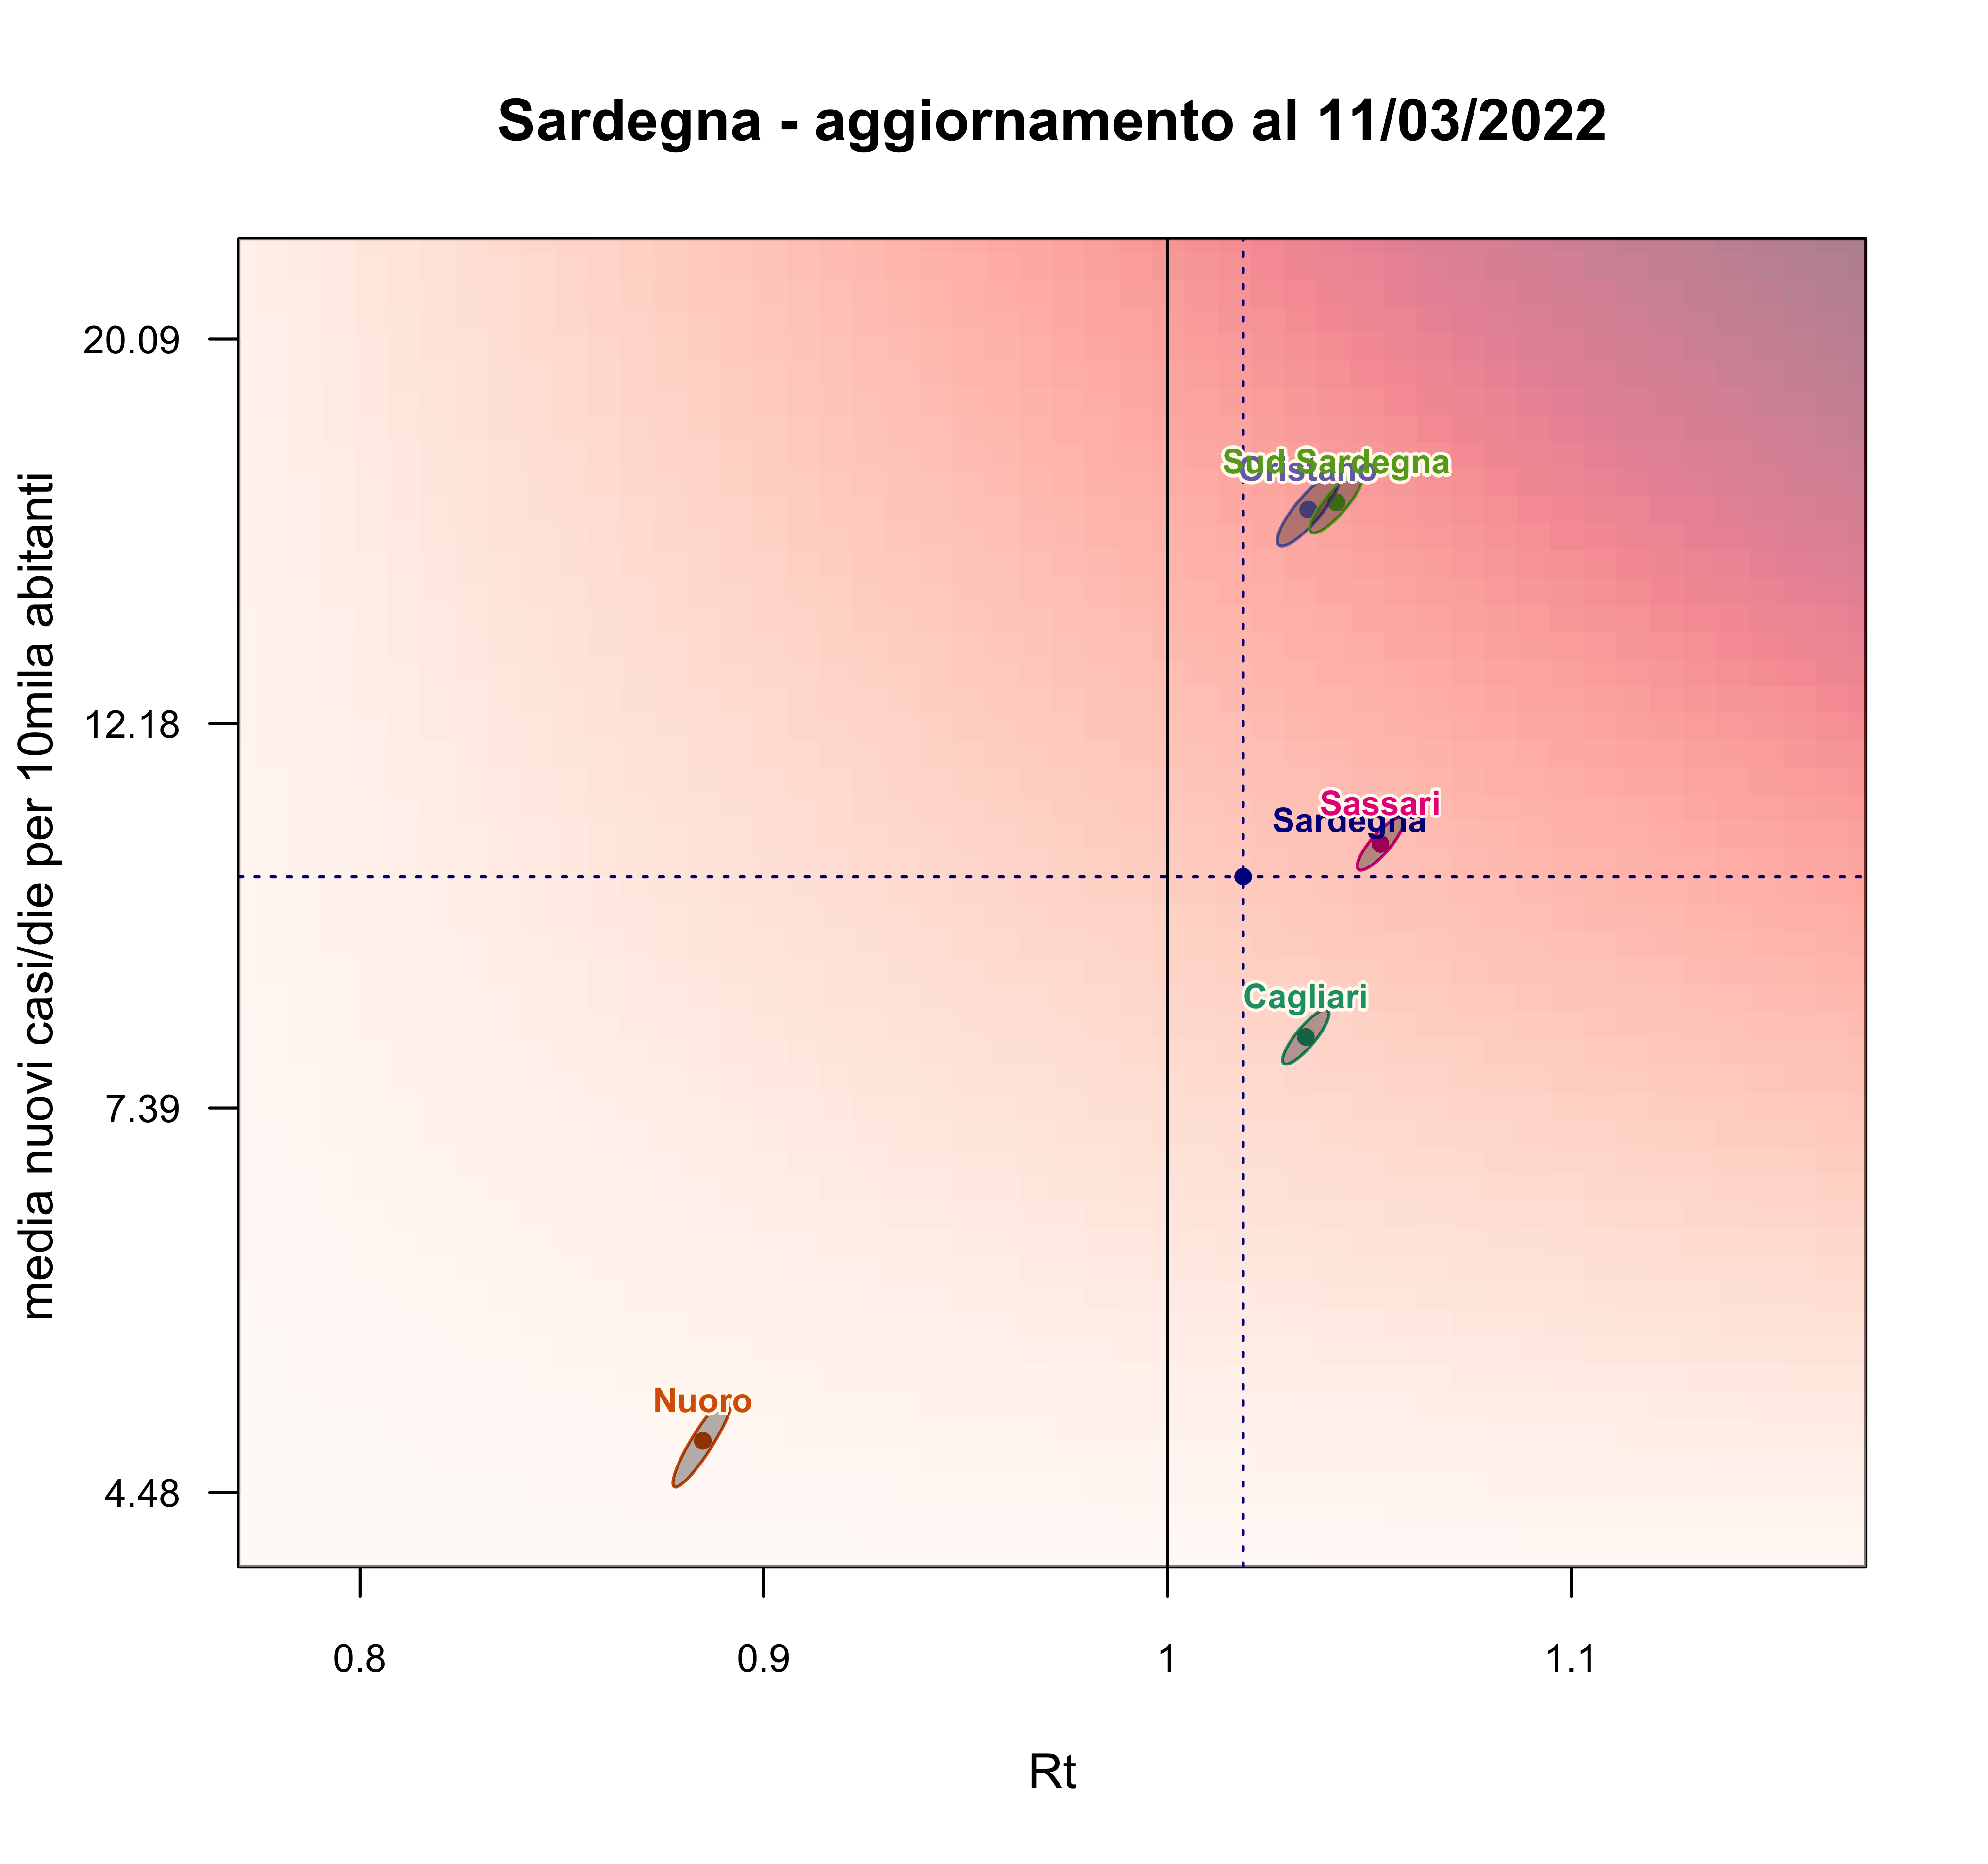 Sardegna - aggiornamento al 11/03/2022
media nuovi casi/die per 10mila abitanti
20.09
12.18
7.39
4.48
Sud Sardegna
Oristano
Sassari
Sardegna
Cagliari
Nuoro
0.8
0.9
1
1.1
Rt